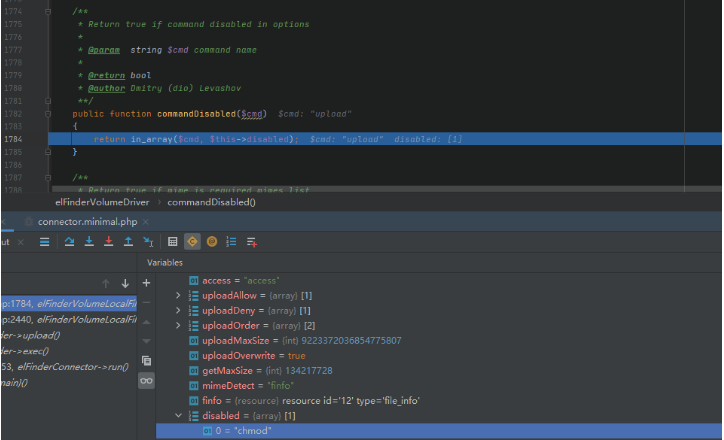 1774
/**
1775
* Return true if command disabled in options
1776
*
1777
* @param string $cmd command name
1778
*
1779
* @return bool
1780
* @author Dmitry (dio) Levashov
1781
**/
1782
public function commandDisabled($cmd) $cmd: "upload"
1783
{
1784
return in_array($cmd, $this->disabled); $cmd: "upload" disabled: [1]
1785
}
1786
1787
/**
1788
* Return true if mime is required mimes list
elFinderVolumeDriver > commandDisabled()
connector.minimal.php ×
ut ×
Variables
p:1784, elFinderVolumeLocalFi
p:2440, elFinderVolumeLocalFi
der->upload()
der->exec()
53, elFinderConnector->run()
main}()
access = "access"
uploadAllow = {array} [1]
uploadDeny = {array} [1]
uploadOrder = {array} [2]
uploadMaxSize = {int} 9223372036854775807
uploadOverwrite = true
getMaxSize = {int} 134217728
mimeDetect = "finfo"
finfo = {resource} resource id='12' type='file_info'
disabled = {array} [1]
0 = "chmod"